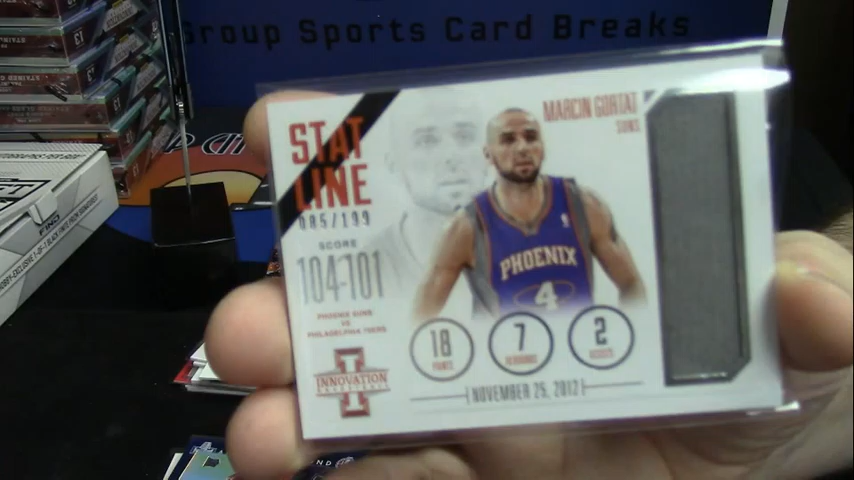 Group Sports Card Breaks
STAT
LINE
085/199
SCORE
104-101
PHOENIX SUNS
VS
PHILADELPHIA 76ERS
INNOVATION
MARCIN GORTAT
SUNS
PHOENIX
4
18
POINTS
7
REBOUNDS
2
ASSISTS
NOVEMBER 25, 2012